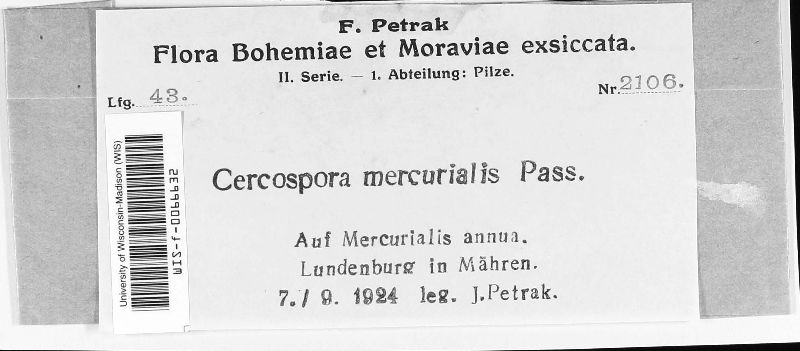 F. Petrak
Flora Bohemiae et Moraviae exsiccata.
II. Serie. — 1. Abteilung: Pilze.
Lfg. 43.
Nr. 2106.
Cercospora mercurialis Pass.
Auf Mercurialis annua.
Lundenburg in Mähren.
7./ 9. 1924 leg. J.Petrak.
University of Wisconsin-Madison (WIS)
WIS-f-0066632